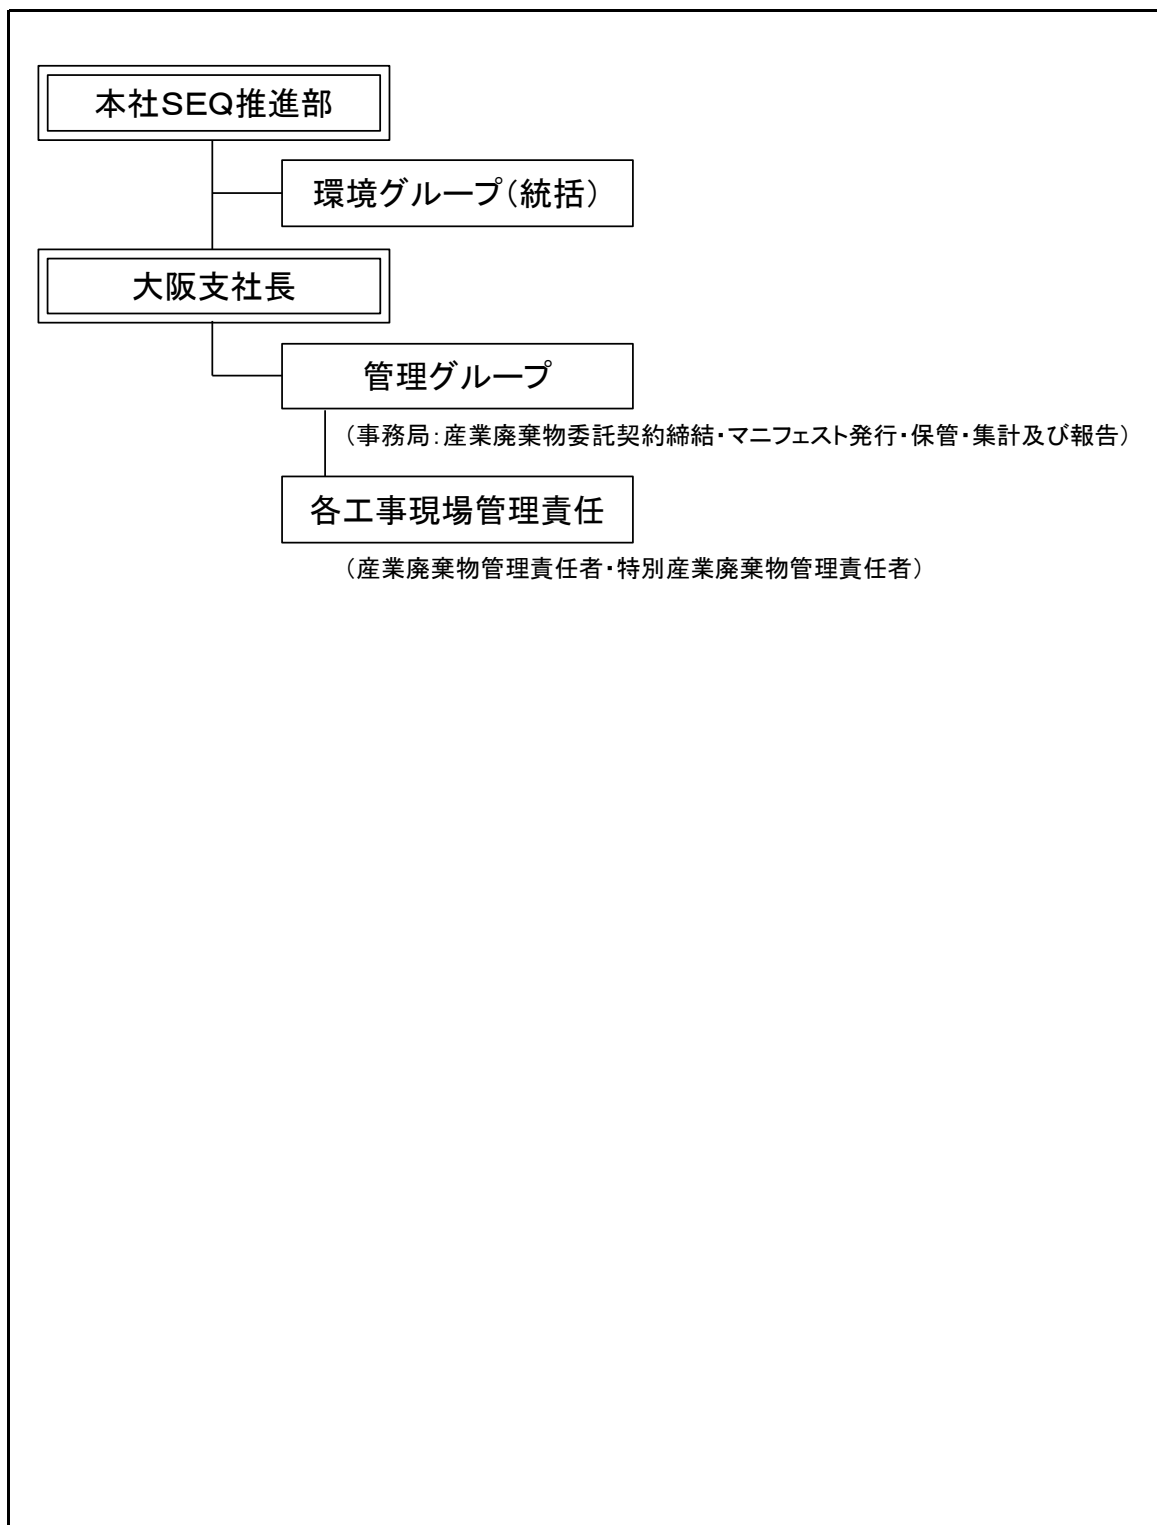 本社SEQ推進部
環境グループ(統括)
大阪支社長
管理グループ
(事務局:産業廃棄物委託契約締結・マニフェスト発行・保管・集計及び報告)
各工事現場管理責任
(産業廃棄物管理責任者・特別産業廃棄物管理責任者)